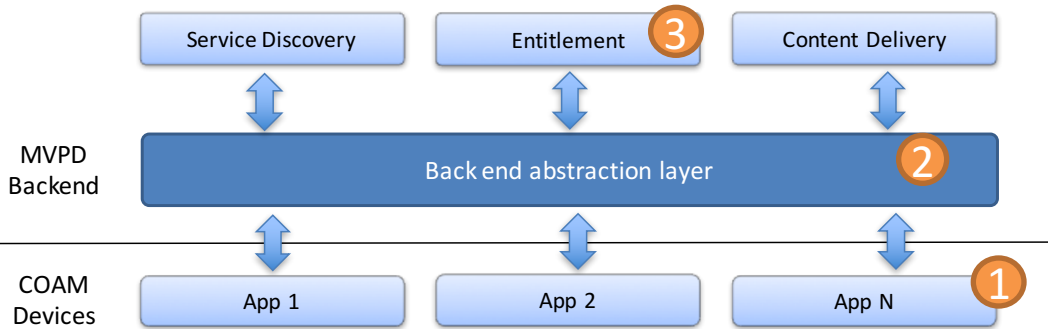 Service Discovery
Entitlement
3
Content Delivery
MVPD
Backend
Back end abstraction layer
2
COAM
Devices
App 1
App 2
App N
1